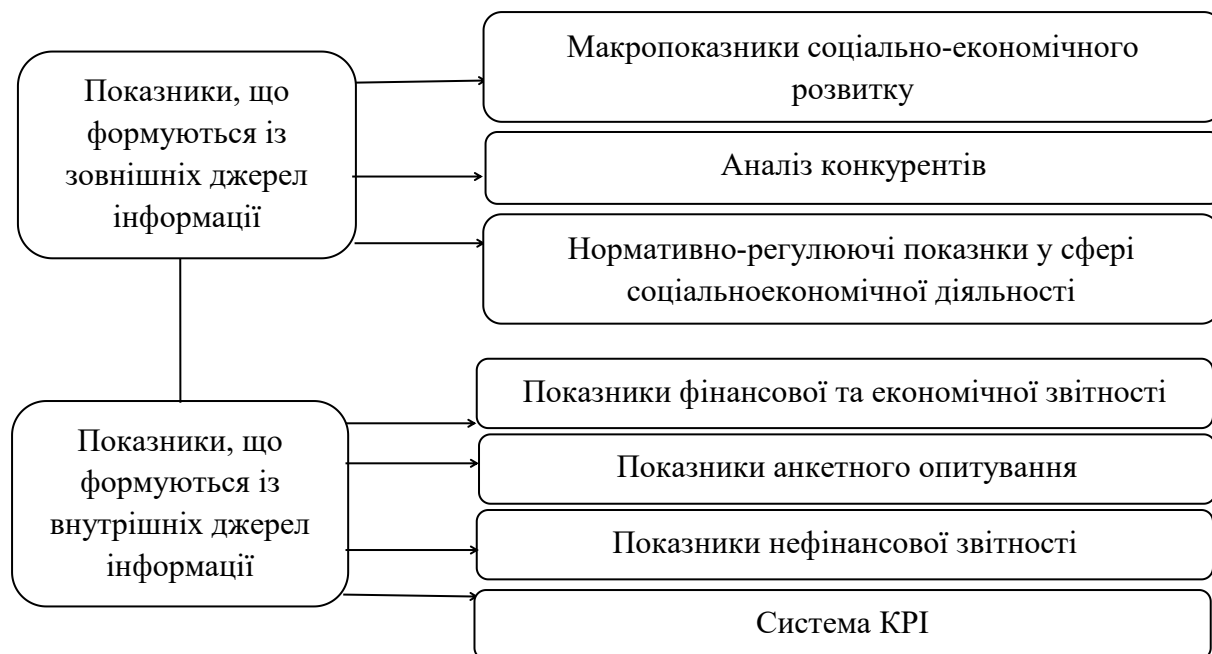 Показники, що
формуються із
зовнішніх джерел
інформації
Макропоказники соціально-економічного
розвитку
Аналіз конкурентів
Нормативно-регулюючі показнки у сфері
соціальноекономічної діяльності
Показники, що
формуються із
внутрішніх джерел
інформації
Показники фінансової та економічної звітності
Показники анкетного опитування
Показники нефінансової звітності
Система КРІ